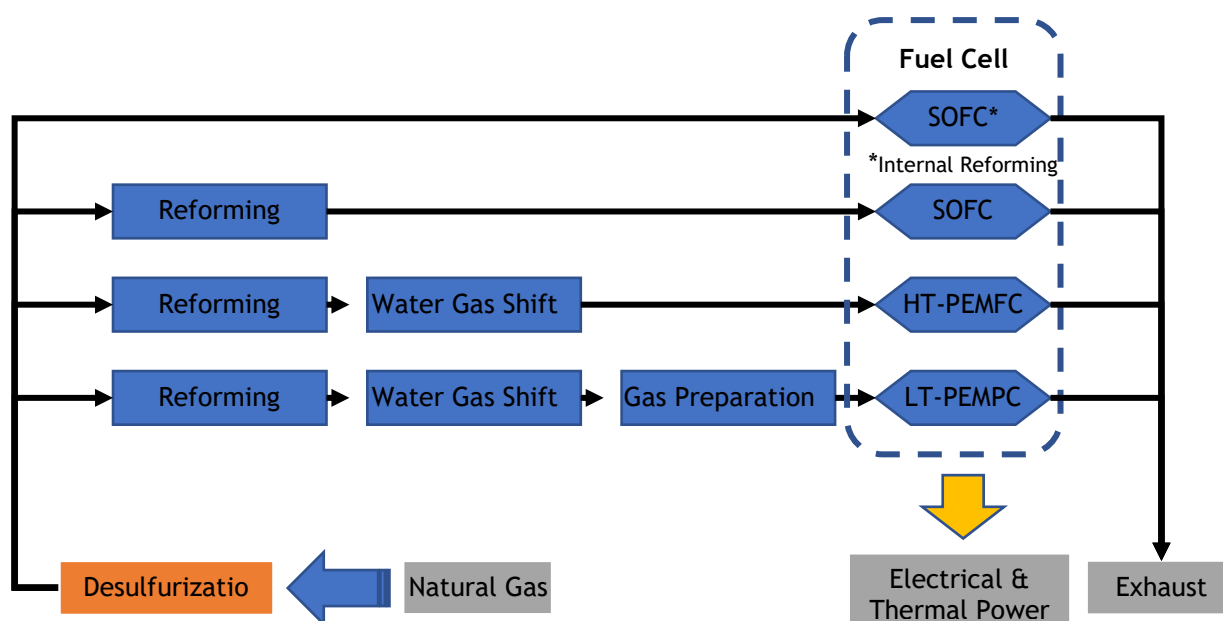 Fuel Cell
SOFC*
*Internal Reforming
Reforming
SOFC
Reforming
Water Gas Shift
HT-PEMFC
Reforming
Water Gas Shift
Gas Preparation
LT-PEMPC
Desulfurizatio
Natural Gas
Electrical &
Thermal Power
Exhaust